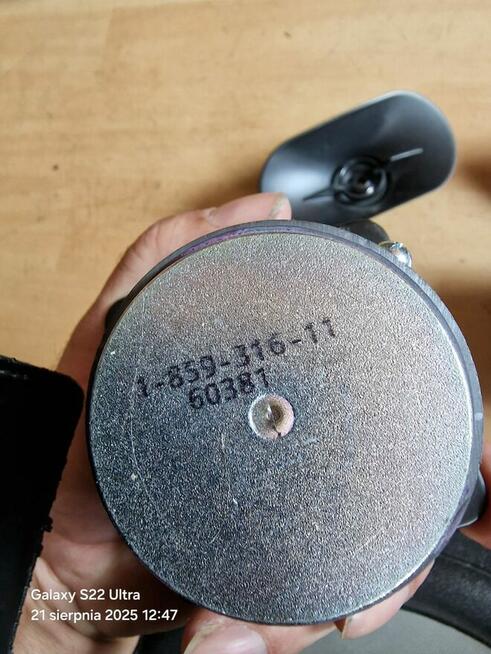 1-859-316-11
60381
Galaxy S22 Ultra
21 sierpnia 2025 12:47